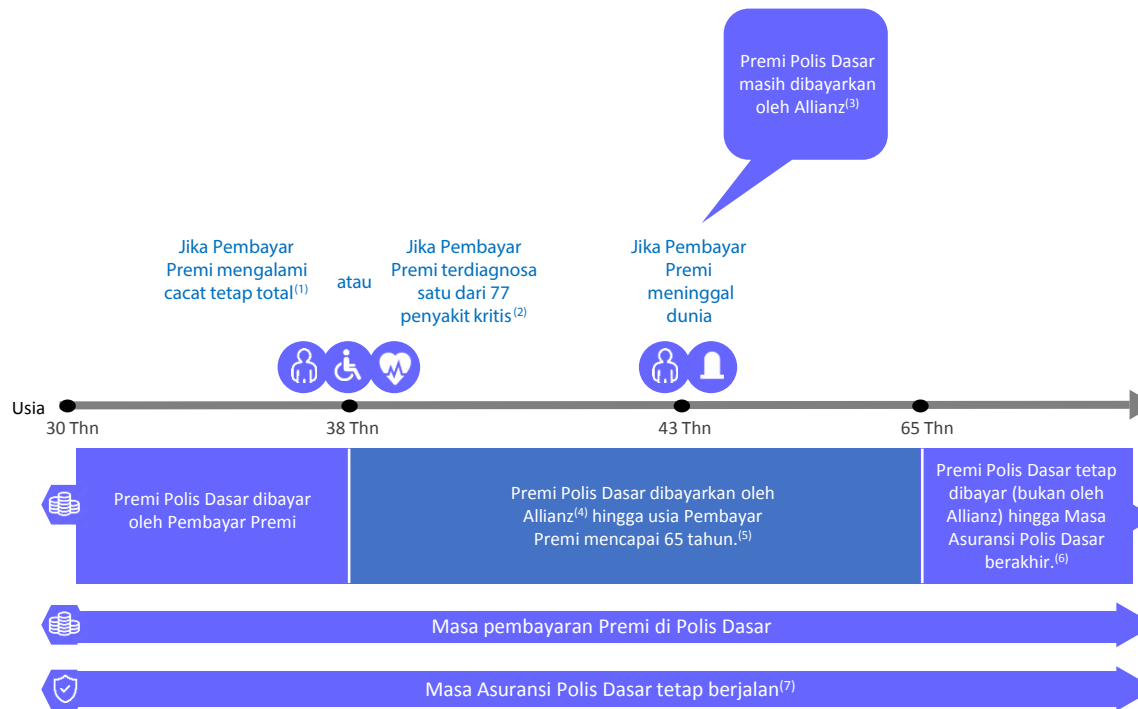 Premi Polis Dasar
masih dibayarkan
oleh Allianz(3)
Jika Pembayar
Premi mengalami
cacat tetap total(1)
atau
Jika Pembayar
Premi terdiagnosa
satu dari 77
penyakit kritis(2)
Jika Pembayar
Premi
meninggal
dunia
Usia
30 Thn
38 Thn
43 Thn
65 Thn
Premi Polis Dasar dibayar
oleh Pembayar Premi
Premi Polis Dasar dibayarkan oleh
Allianz(4) hingga usia Pembayar
Premi mencapai 65 tahun.(5)
Premi Polis Dasar tetap
dibayar (bukan oleh
Allianz) hingga Masa
Asuransi Polis Dasar
berakhir.(6)
Masa pembayaran Premi di Polis Dasar
Masa Asuransi Polis Dasar tetap berjalan(7)